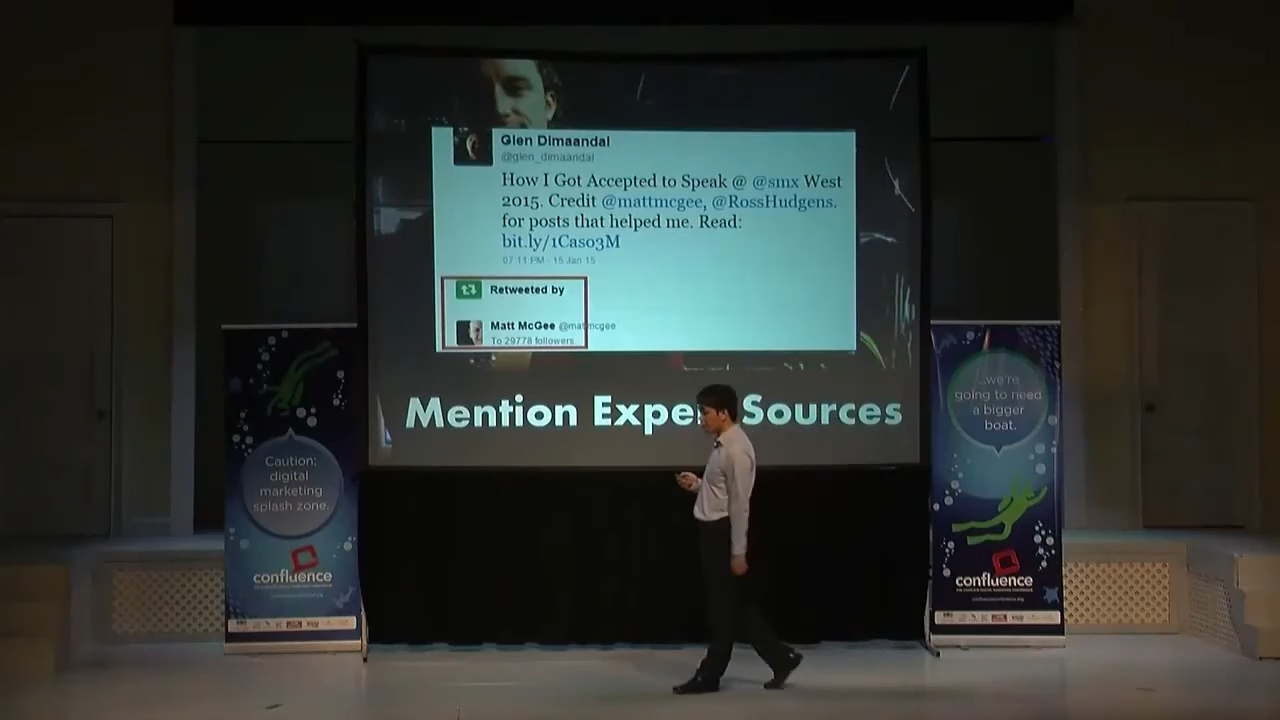 Glen Dimaandal
@glen_dimaandal
How I Got Accepted to Speak @ @smx West
2015. Credit @mattmcgee, @RossHudgens.
for posts that helped me. Read:
bit.ly/1Caso3M
07:11 PM - 15 Jan 15
Retweeted by
Matt McGee @mattmcgee
To 29778 followers
Mention Expe Sources
Caution:
digital
marketing
splash zone.
confluence
...we're
going to need
a bigger
boat.
confluence